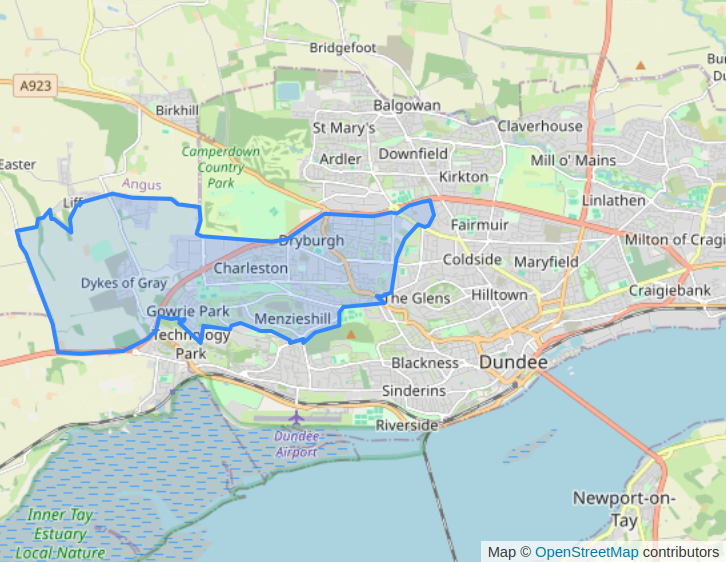 Bridgefoot
A923
Birkhill
Balgowan
St Mary's
Claverhouse
Camperdown
Country
Park
Ardler
Downfield
Mill o' Mains
Easter
Angus
Kirkton
Linlathen
Fairmuir
Dryburgh
Milton of Craigi
Charleston
Coldside
Maryfield
Dykes of Gray
Craigiebank
The Glens
Hilltown
Gowrie Park
Menzieshill
Technology
Park
Blackness
Dundee
Sinderins
Riverside
Dundee
Airport
Newport-on-
Tay
Inner Tay
Estuary
Local Nature
Map © OpenStreetMap contributors